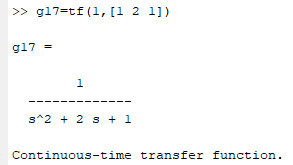 >> g17=tf(1,[1 2 1])
g17 =
1
-------------
s^2 + 2 s + 1
Continuous-time transfer function.